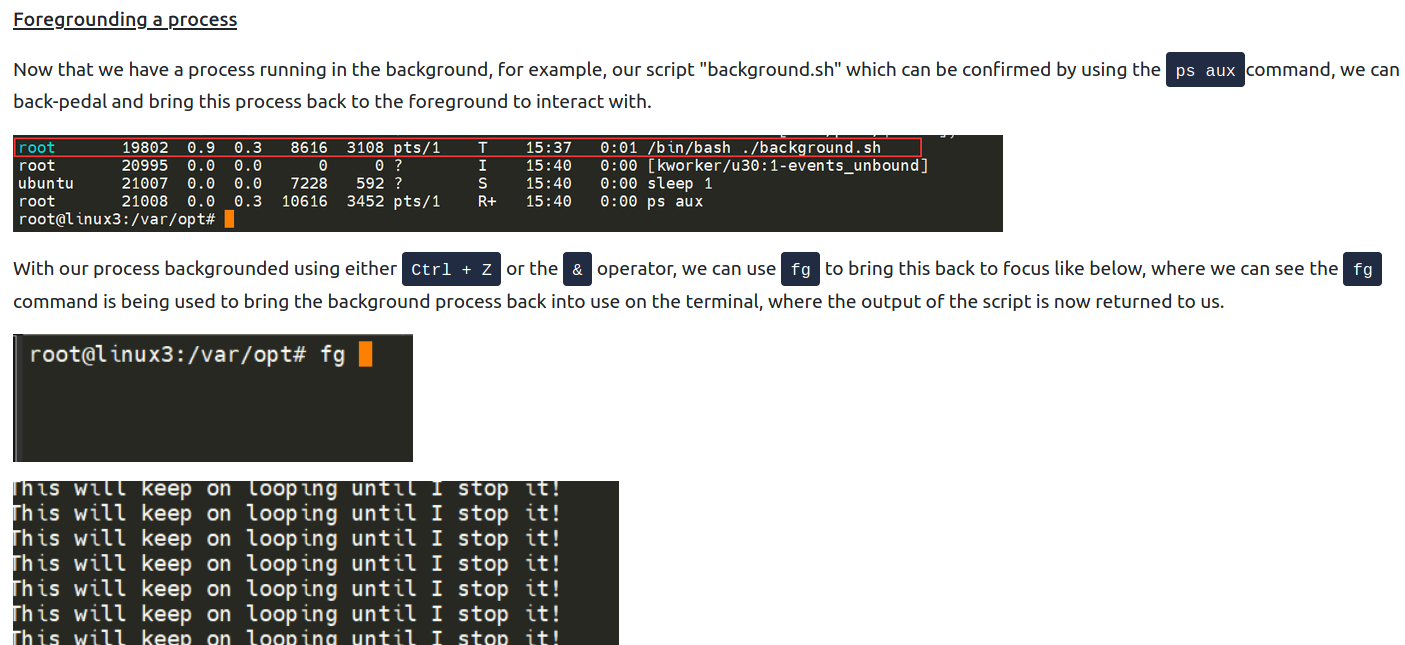 Foregrounding a process
Now that we have a process running in the background, for example, our script "background.sh" which can be confirmed by using the ps aux command, we can
back-pedal and bring this process back to the foreground to interact with.
root 19802 0.9 0.3 8616 3108 pts/1 T 15:37 0:01 /bin/bash ./background.sh
root 20995 0.0 0.0 0 0 ? I 15:40 0:00 [kworker/u30:1-events_unbound]
ubuntu 21007 0.0 0.0 7228 592 ? S 15:40 0:00 sleep 1
root 21008 0.0 0.3 10616 3452 pts/1 R+ 15:40 0:00 ps aux
root@linux3:/var/opt#
With our process backgrounded using either Ctrl + Z or the & operator, we can use fg to bring this back to focus like below, where we can see the fg
command is being used to bring the background process back into use on the terminal, where the output of the script is now returned to us.
root@linux3:/var/opt# fg
This will keep on looping until I stop it!
This will keep on looping until I stop it!
This will keep on looping until I stop it!
This will keep on looping until I stop it!
This will keep on looping until I stop it!
This will keep on looping until I stop it!
This will keep on looping until I stop it!